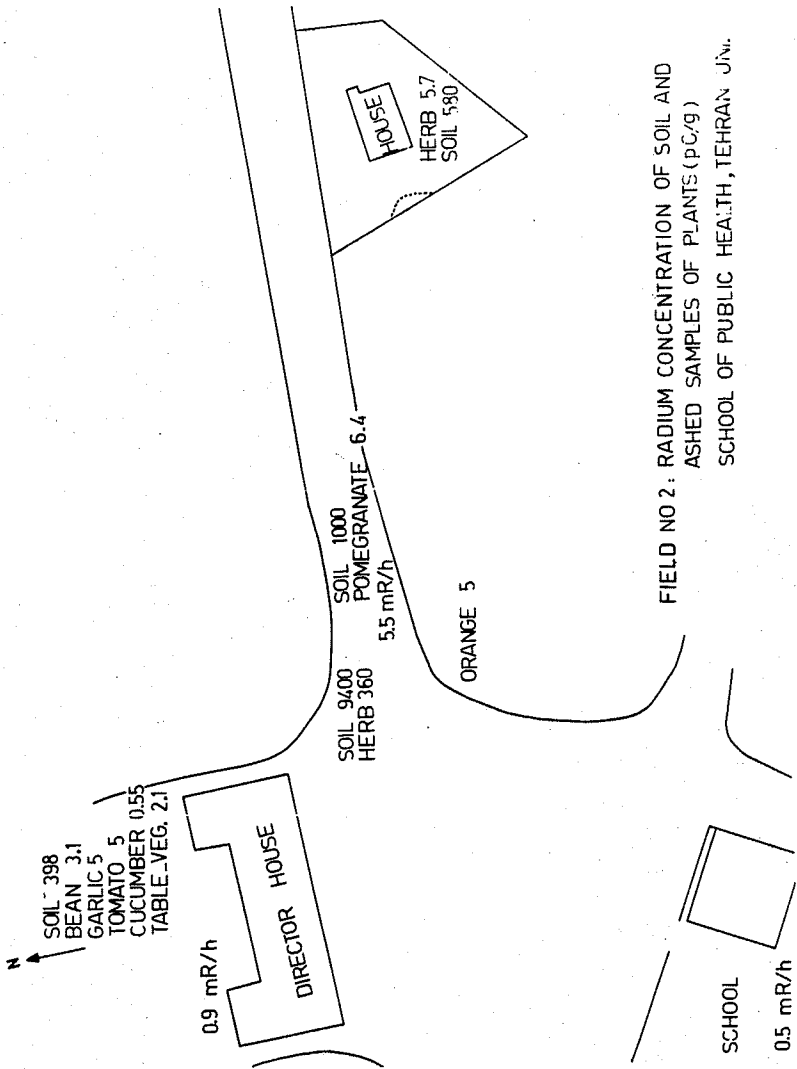 N
SOIL 398
BEAN 3.1
GARLIC 5
TOMATO 5
CUCUMBER 0.55
TABLE VEG. 2.1
0.9 mR/h
DIRECTOR HOUSE
SOIL 9400
HERB 360
SOIL 1000
POMEGRANATE 6.4
5.5 mR/h
ORANGE 5
HOUSE
HERB 5.7
SOIL 580
SCHOOL
0.5 mR/h
FIELD NO 2: RADIUM CONCENTRATION OF SOIL AND
ASHED SAMPLES OF PLANTS (pC/g)
SCHOOL OF PUBLIC HEALTH, TEHRAN UNI.